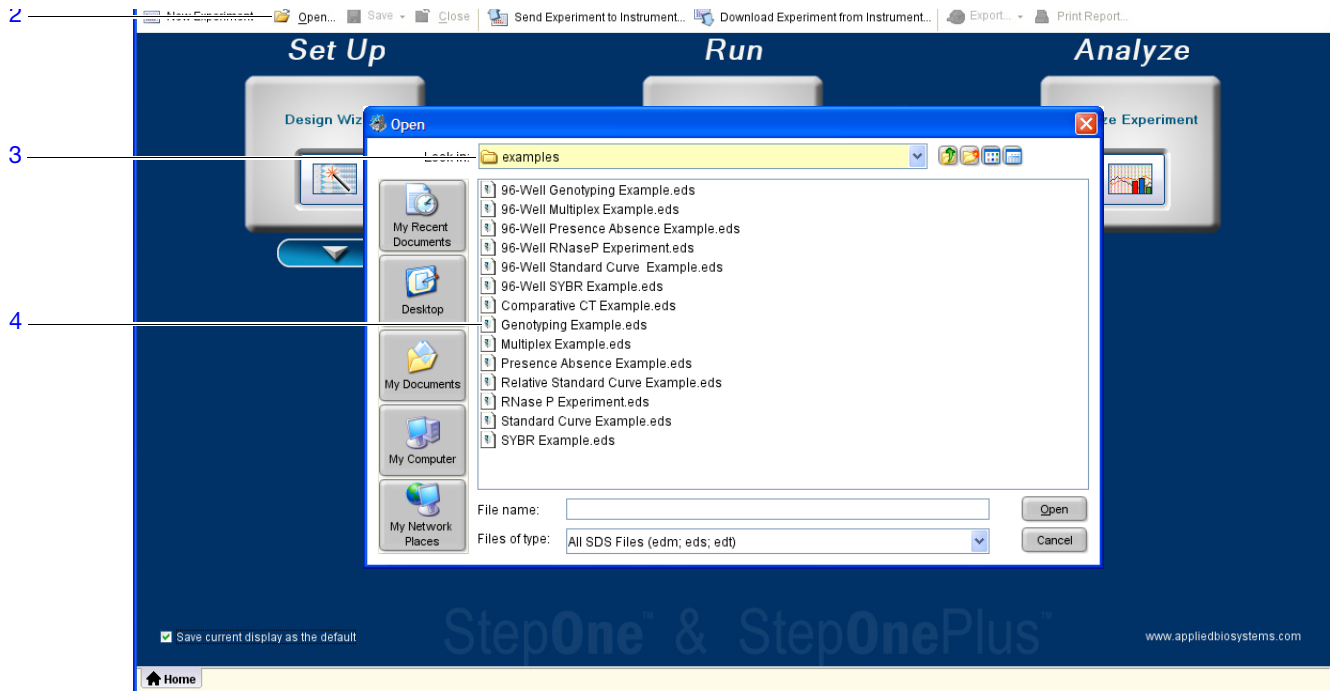 2
New Experiment Open... Save Close Send Experiment to Instrument... Download Experiment from Instrument... Export... Print Report...
Set Up Run Analyze
Design Wiz
Open
ze Experiment
3
Look in: examples
My Recent Documents
Desktop
My Documents
My Computer
My Network Places
96-Well Genotyping Example.eds
96-Well Multiplex Example.eds
96-Well Presence Absence Example.eds
96-Well RNaseP Experiment.eds
96-Well Standard Curve Example.eds
96-Well SYBR Example.eds
Comparative CT Example.eds
4
Genotyping Example.eds
Multiplex Example.eds
Presence Absence Example.eds
Relative Standard Curve Example.eds
RNase P Experiment.eds
Standard Curve Example.eds
SYBR Example.eds
File name: Open
Files of type: All SDS Files (edm; eds; edt) Cancel
StepOne™ & StepOnePlus™
Save current display as the default
www.appliedbiosystems.com
Home